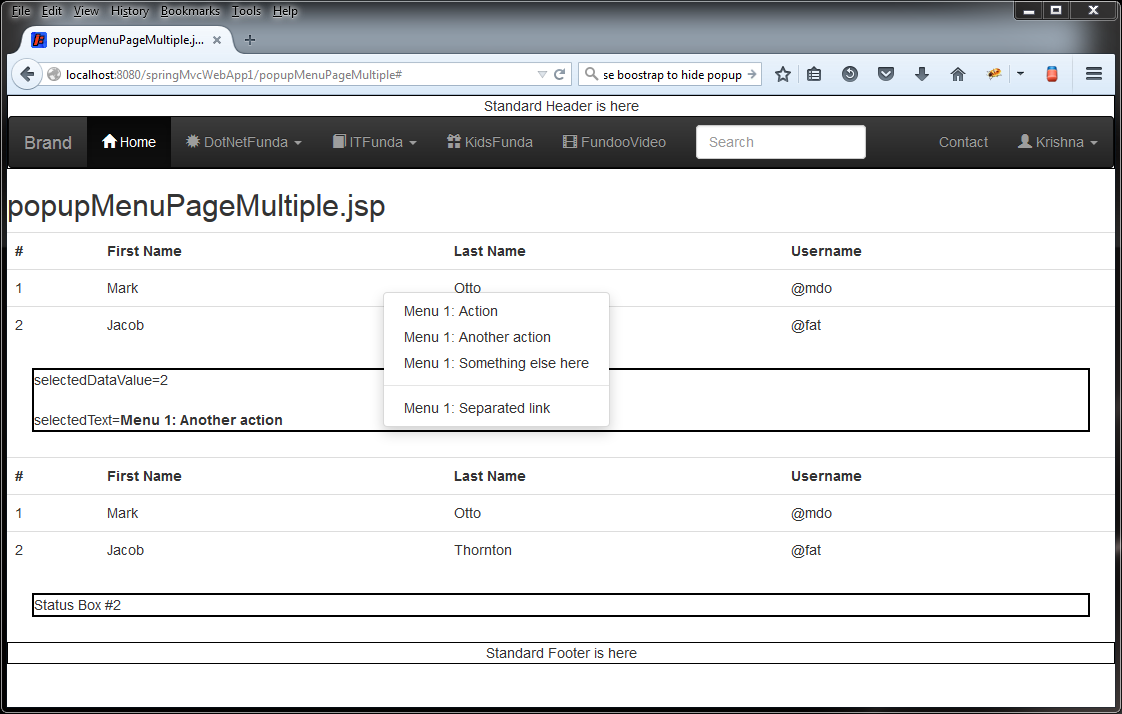 File Edit View History Bookmarks Tools Help
popupMenuPageMultiple.j...
localhost:8080/springMvcWebApp1/popupMenuPageMultiple#
se boostrap to hide popup
Standard Header is here
Brand Home DotNetFunda ITFunda KidsFunda FundooVideo Search Contact Krishna
popupMenuPageMultiple.jsp
# First Name Last Name Username
1 Mark Otto @mdo
2 Jacob @fat
Menu 1: Action
Menu 1: Another action
Menu 1: Something else here
Menu 1: Separated link
selectedDataValue=2
selectedText=Menu 1: Another action
# First Name Last Name Username
1 Mark Otto @mdo
2 Jacob Thornton @fat
Status Box #2
Standard Footer is here